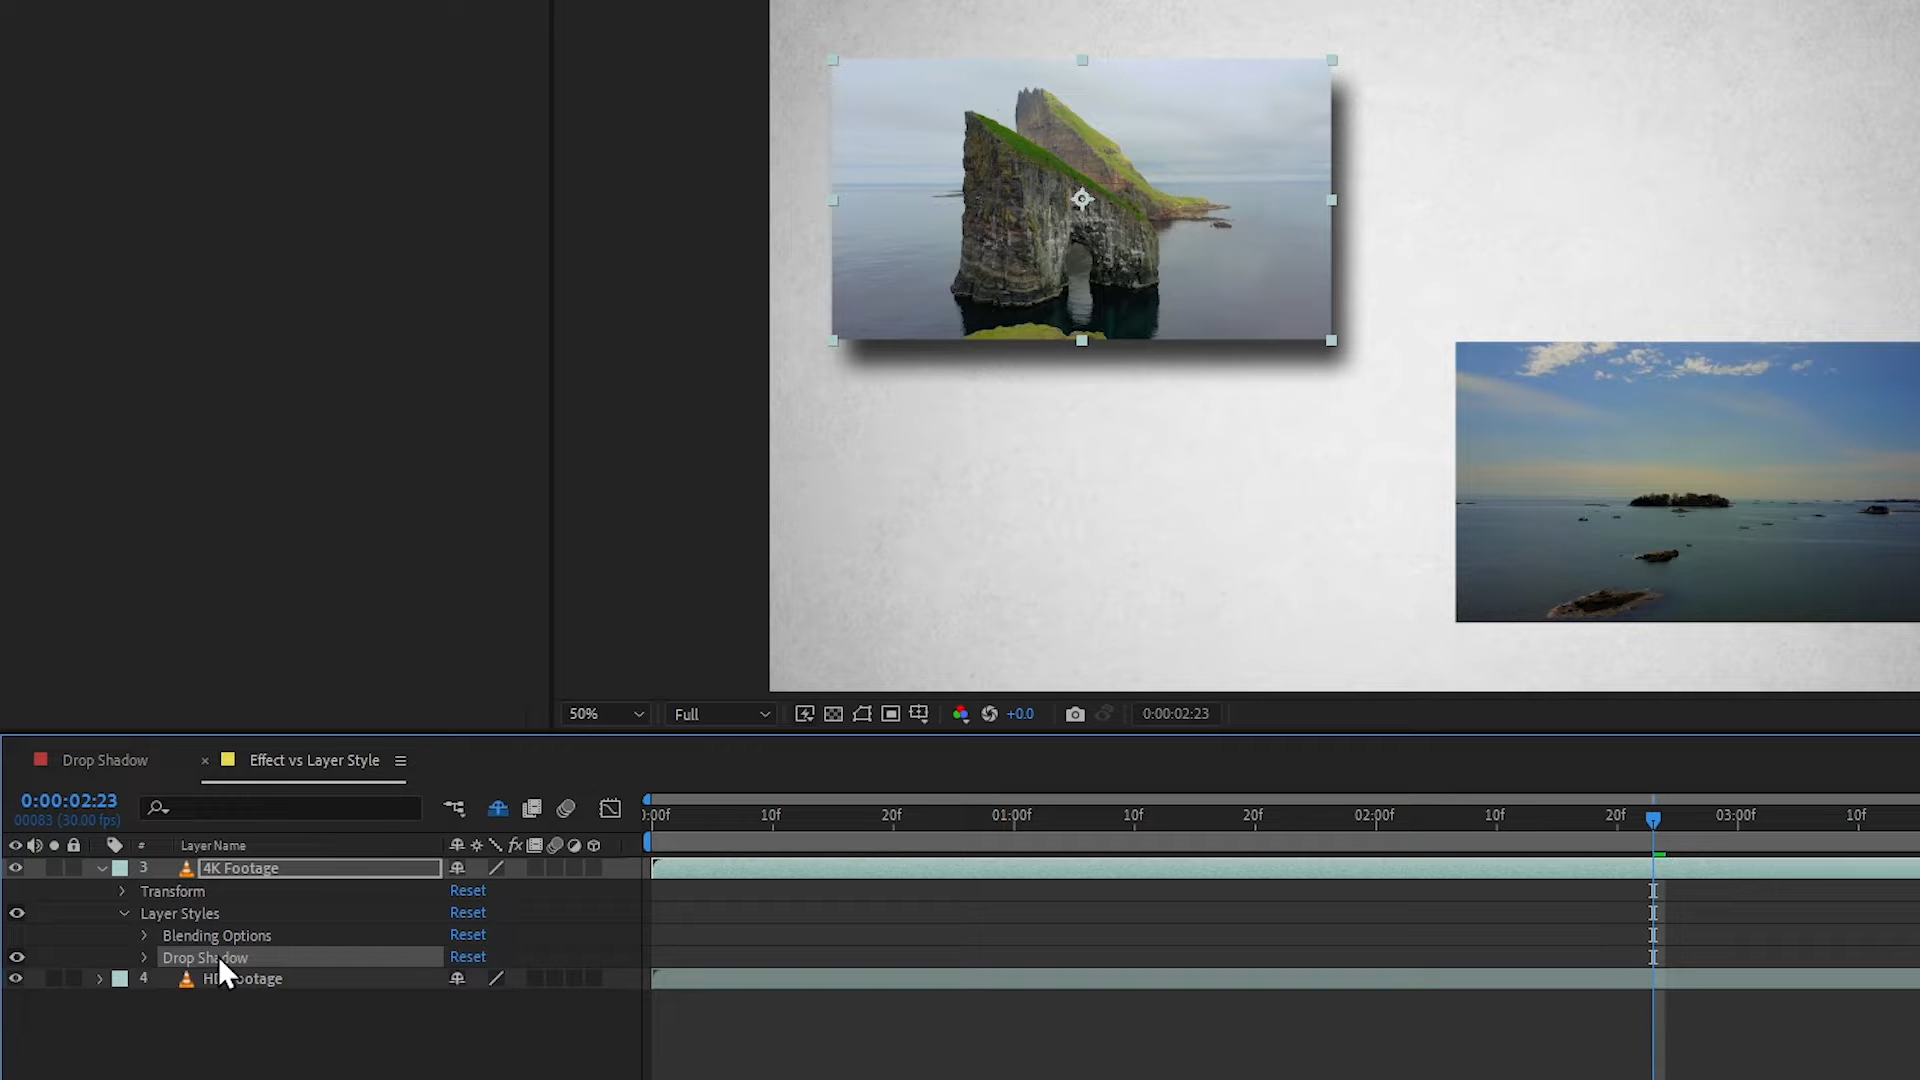 50%
Full
+0.0
0:00:02:23
Drop Shadow
× Effect vs Layer Style
0:00:02:23
00083 (30.00 fps)
:00f 10f 20f 01:00f 10f 20f 02:00f 10f 20f 03:00f 10f
# Layer Name
fx
3 4K Footage
Transform Reset
Layer Styles Reset
Blending Options Reset
Drop Shadow Reset
4